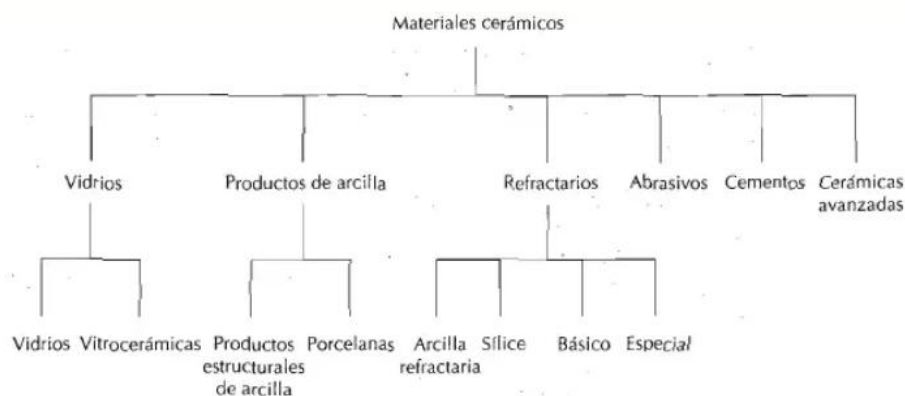 Materiales cerámicos
Vidrios
Productos de arcilla
Refractarios
Abrasivos
Cementos
Cerámicas
avanzadas
Vidrios
Vitrocerámicas
Productos
estructurales
de arcilla
Porcelanas
Arcilla
refractaria
Sílice
Básico
Especial